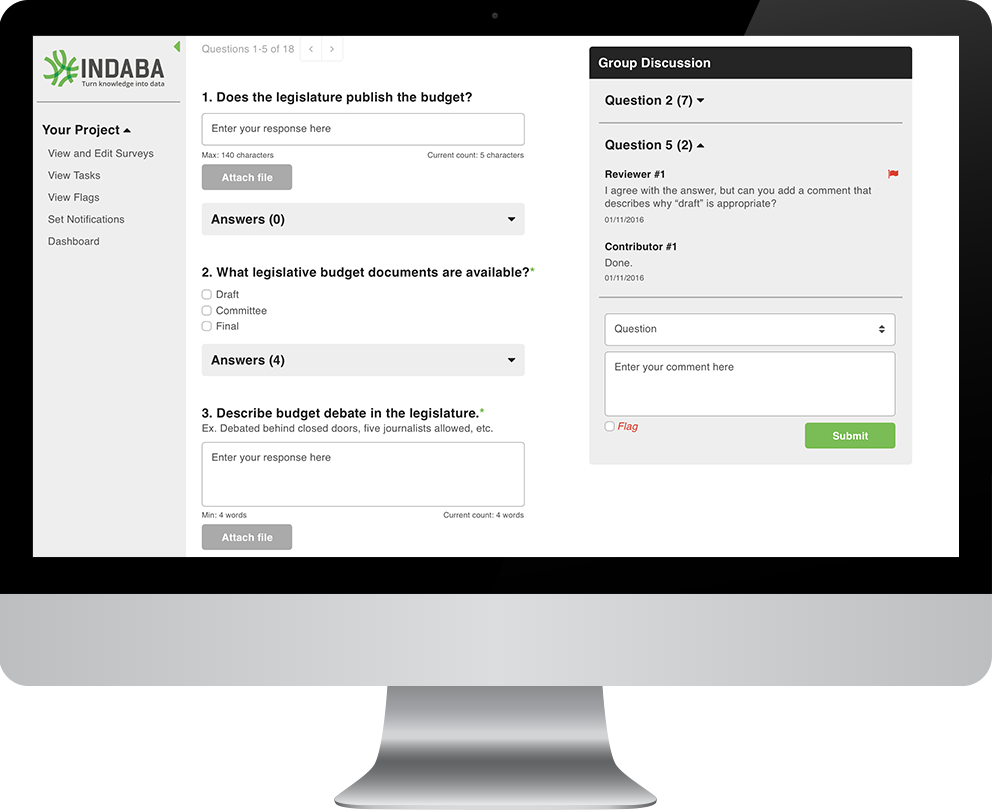 INDABA
Turn knowledge into data
Your Project
View and Edit Surveys
View Tasks
View Flags
Set Notifications
Dashboard
Questions 1-5 of 18
1. Does the legislature publish the budget?
Enter your response here
Max: 140 characters
Current count: 5 characters
Attach file
Answers (0)
2. What legislative budget documents are available?*
Draft
Committee
Final
Answers (4)
3. Describe budget debate in the legislature.*
Ex. Debated behind closed doors, five journalists allowed, etc.
Enter your response here
Min: 4 words
Current count: 4 words
Attach file
Group Discussion
Question 2 (7)
Question 5 (2)
Reviewer #1
I agree with the answer, but can you add a comment that
describes why “draft” is appropriate?
01/11/2016
Contributor #1
Done.
01/11/2016
Question
Enter your comment here
Flag
Submit